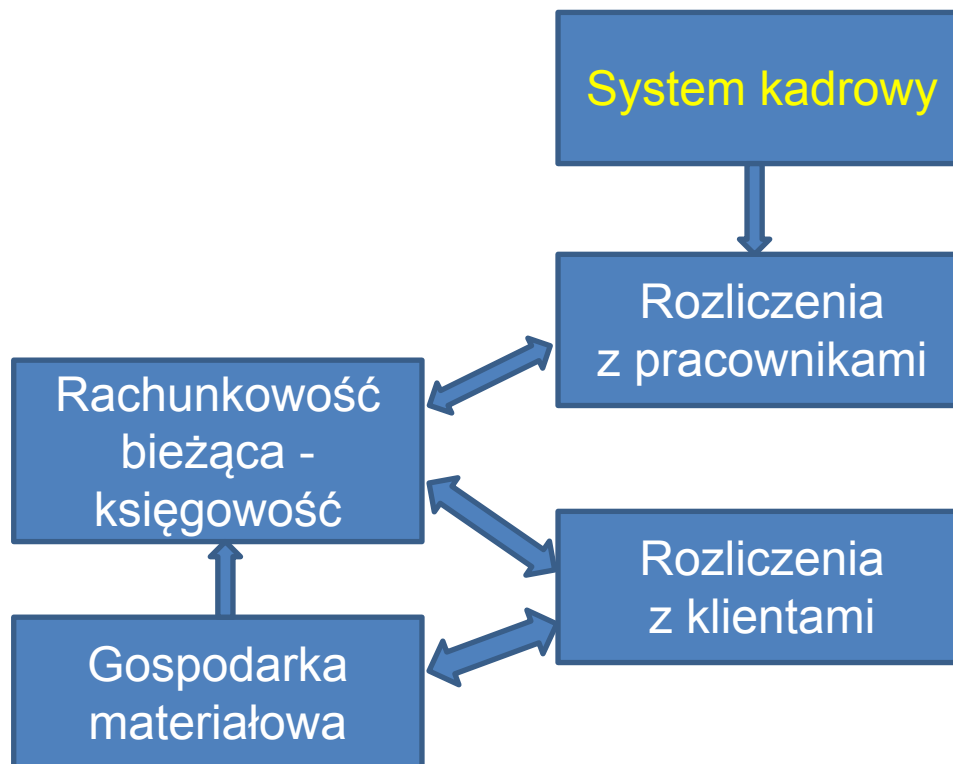 System kadrowy
Rozliczenia
z pracownikami
Rachunkowość
bieżąca -
księgowość
Rozliczenia
z klientami
Gospodarka
materiałowa